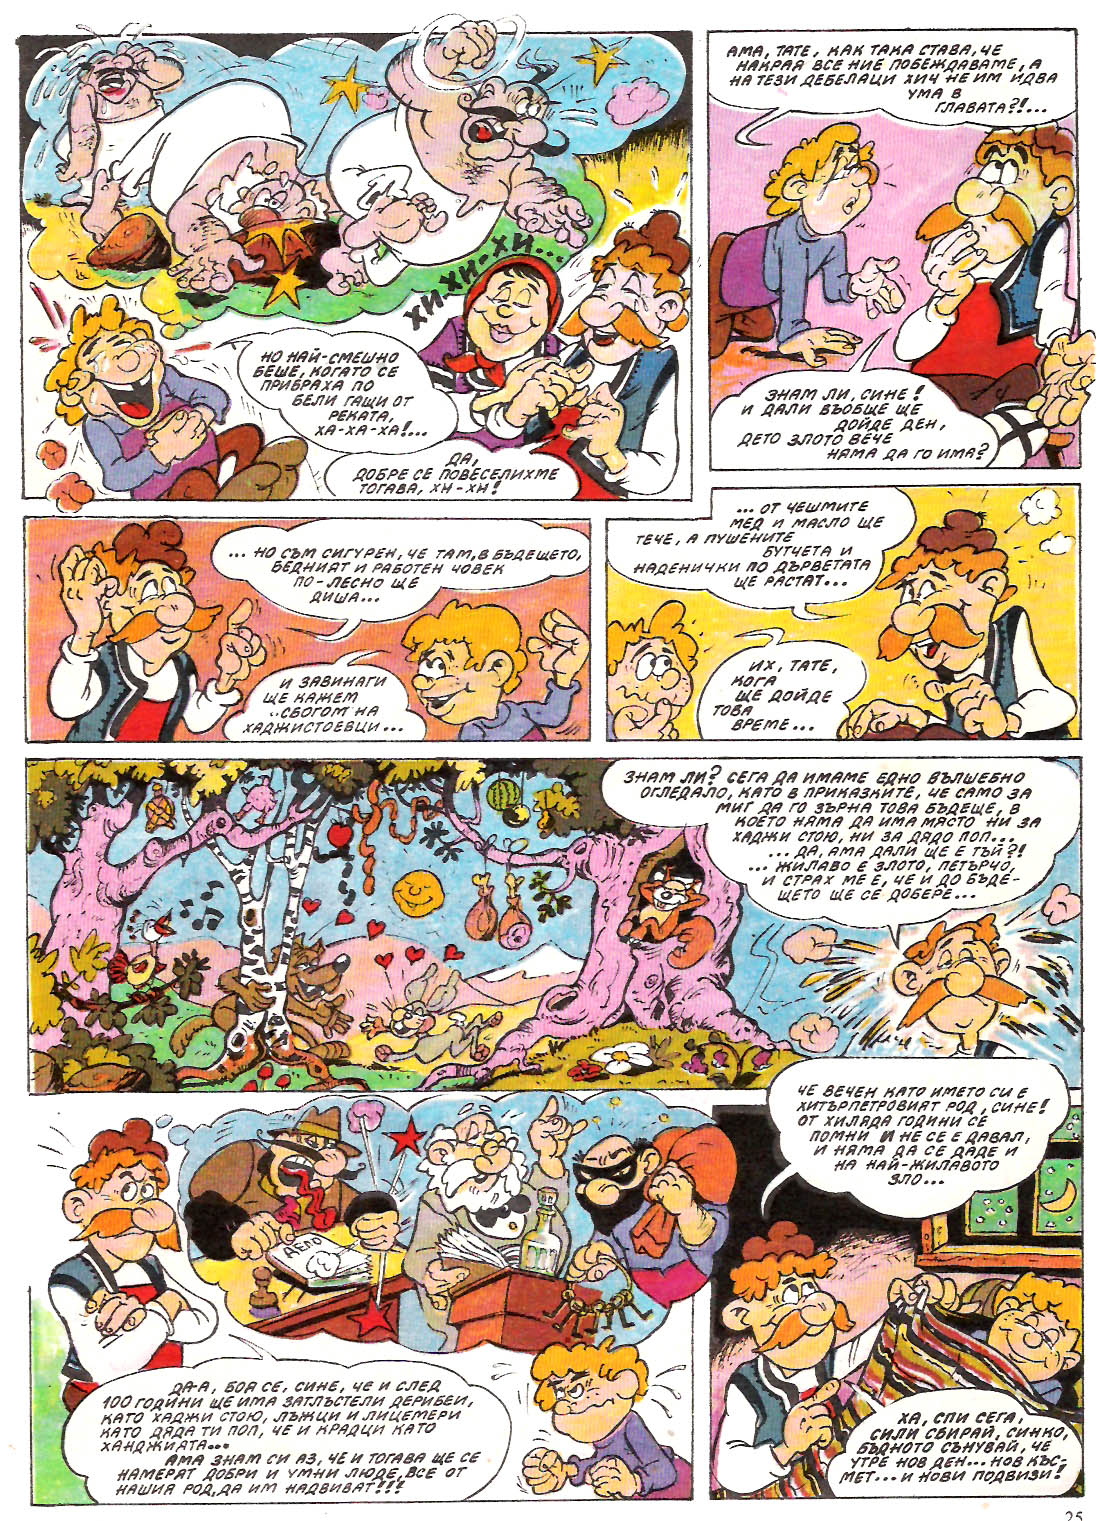 НО НАЙ-СМЕШНО
БЕШЕ, КОГАТО СЕ
ПРИБРАХА ПО
БЕЛИ ГАЩИ ОТ
РЕКАТА,
ХА-ХА-ХА!...
ХИ-ХИ-ХИ-ХИ...
ДА,
ДОБРЕ СЕ ПОВЕСЕЛИХМЕ
ТОГАВА, ХИ-ХИ!
АМА, ТАТЕ, КАК ТАКА СТАВА, ЧЕ
НАКРАЯ ВСЕ НИЕ ПОБЕЖДАВАМЕ, А
НА ТЕЗИ ДЕБЕЛАЦИ ХИЧ НЕ ИМ ИДВА
УМА В
ГЛАВАТА?!...
ЗНАМ ЛИ, СИНЕ!
И ДАЛИ ВЪОБЩЕ ЩЕ
ДОЙДЕ ДЕН,
ДЕТО ЗЛОТО ВЕЧЕ
НЯМА ДА ГО ИМА?
... НО СЪМ СИГУРЕН, ЧЕ ТАМ, В БЪДЕЩЕТО,
БЕДНИЯТ И РАБОТЕН ЧОВЕК
ПО-ЛЕСНО ЩЕ
ДИША...
И ЗАВИНАГИ
ЩЕ КАЖЕМ
„СБОГОМ НА
ХАДЖИСТОЕВЦИ...
... ОТ ЧЕШМИТЕ
МЕД И МАСЛО ЩЕ
ТЕЧЕ, А ПУШЕНИТЕ
БУТЧЕТА И
НАДЕНИЧКИ ПО ДЪРВЕТАТА
ЩЕ РАСТАТ...
ИХ, ТАТЕ,
КОГА
ЩЕ ДОЙДЕ
ТОВА
ВРЕМЕ...
ЗНАМ ЛИ? СЕГА ДА ИМАМЕ ЕДНО ВЪЛШЕБНО
ОГЛЕДАЛО, КАТО В ПРИКАЗКИТЕ, ЧЕ САМО ЗА
МИГ ДА ГО ЗЪРНА ТОВА БЪДЕЩЕ, В
КОЕТО НЯМА ДА ИМА МЯСТО НИ ЗА
ХАДЖИ СТОЮ, НИ ЗА ДЯДО ПОП...
... ДА, АМА ДАЛИ ЩЕ Е ТЪЙ?!
... ЖИЛАВО Е ЗЛОТО, ПЕТЪРЧО,
И СТРАХ МЕ Е, ЧЕ И ДО БЪДЕ-
ЩЕТО ЩЕ СЕ ДОБЕРЕ...
ДЕЛО
ДА-А, БОЯ СЕ, СИНЕ, ЧЕ И СЛЕД
100 ГОДИНИ ЩЕ ИМА ЗАТЛЪСТЕЛИ ДЕРИБЕИ,
КАТО ХАДЖИ СТОЮ, ЛЪЖЦИ И ЛИЦЕМЕРИ
КАТО ДЯДА ТИ ПОП, ЧЕ И КРАДЦИ КАТО
ХАНДЖИЯТА...
АМА ЗНАМ СИ АЗ, ЧЕ И ТОГАВА ЩЕ СЕ
НАМЕРЯТ ДОБРИ И УМНИ ЛЮДЕ, ВСЕ ОТ
НАШИЯ РОД, ДА ИМ НАДВИВАТ!!!
ЧЕ ВЕЧЕН КАТО ИМЕТО СИ Е
ХИТЪРПЕТРОВИЯТ РОД, СИНЕ!
ОТ ХИЛЯДА ГОДИНИ СЕ
ПОМНИ И НЕ СЕ Е ДАВАЛ,
И НЯМА ДА СЕ ДАДЕ И
НА НАЙ-ЖИЛАВОТО
ЗЛО...
ХА, СПИ СЕГА,
СИЛИ СБИРАЙ, СИНКО,
БЪДНОТО СЪНУВАЙ, ЧЕ
УТРЕ НОВ ДЕН... НОВ КЪС-
МЕТ... И НОВИ ПОДВИЗИ!
25